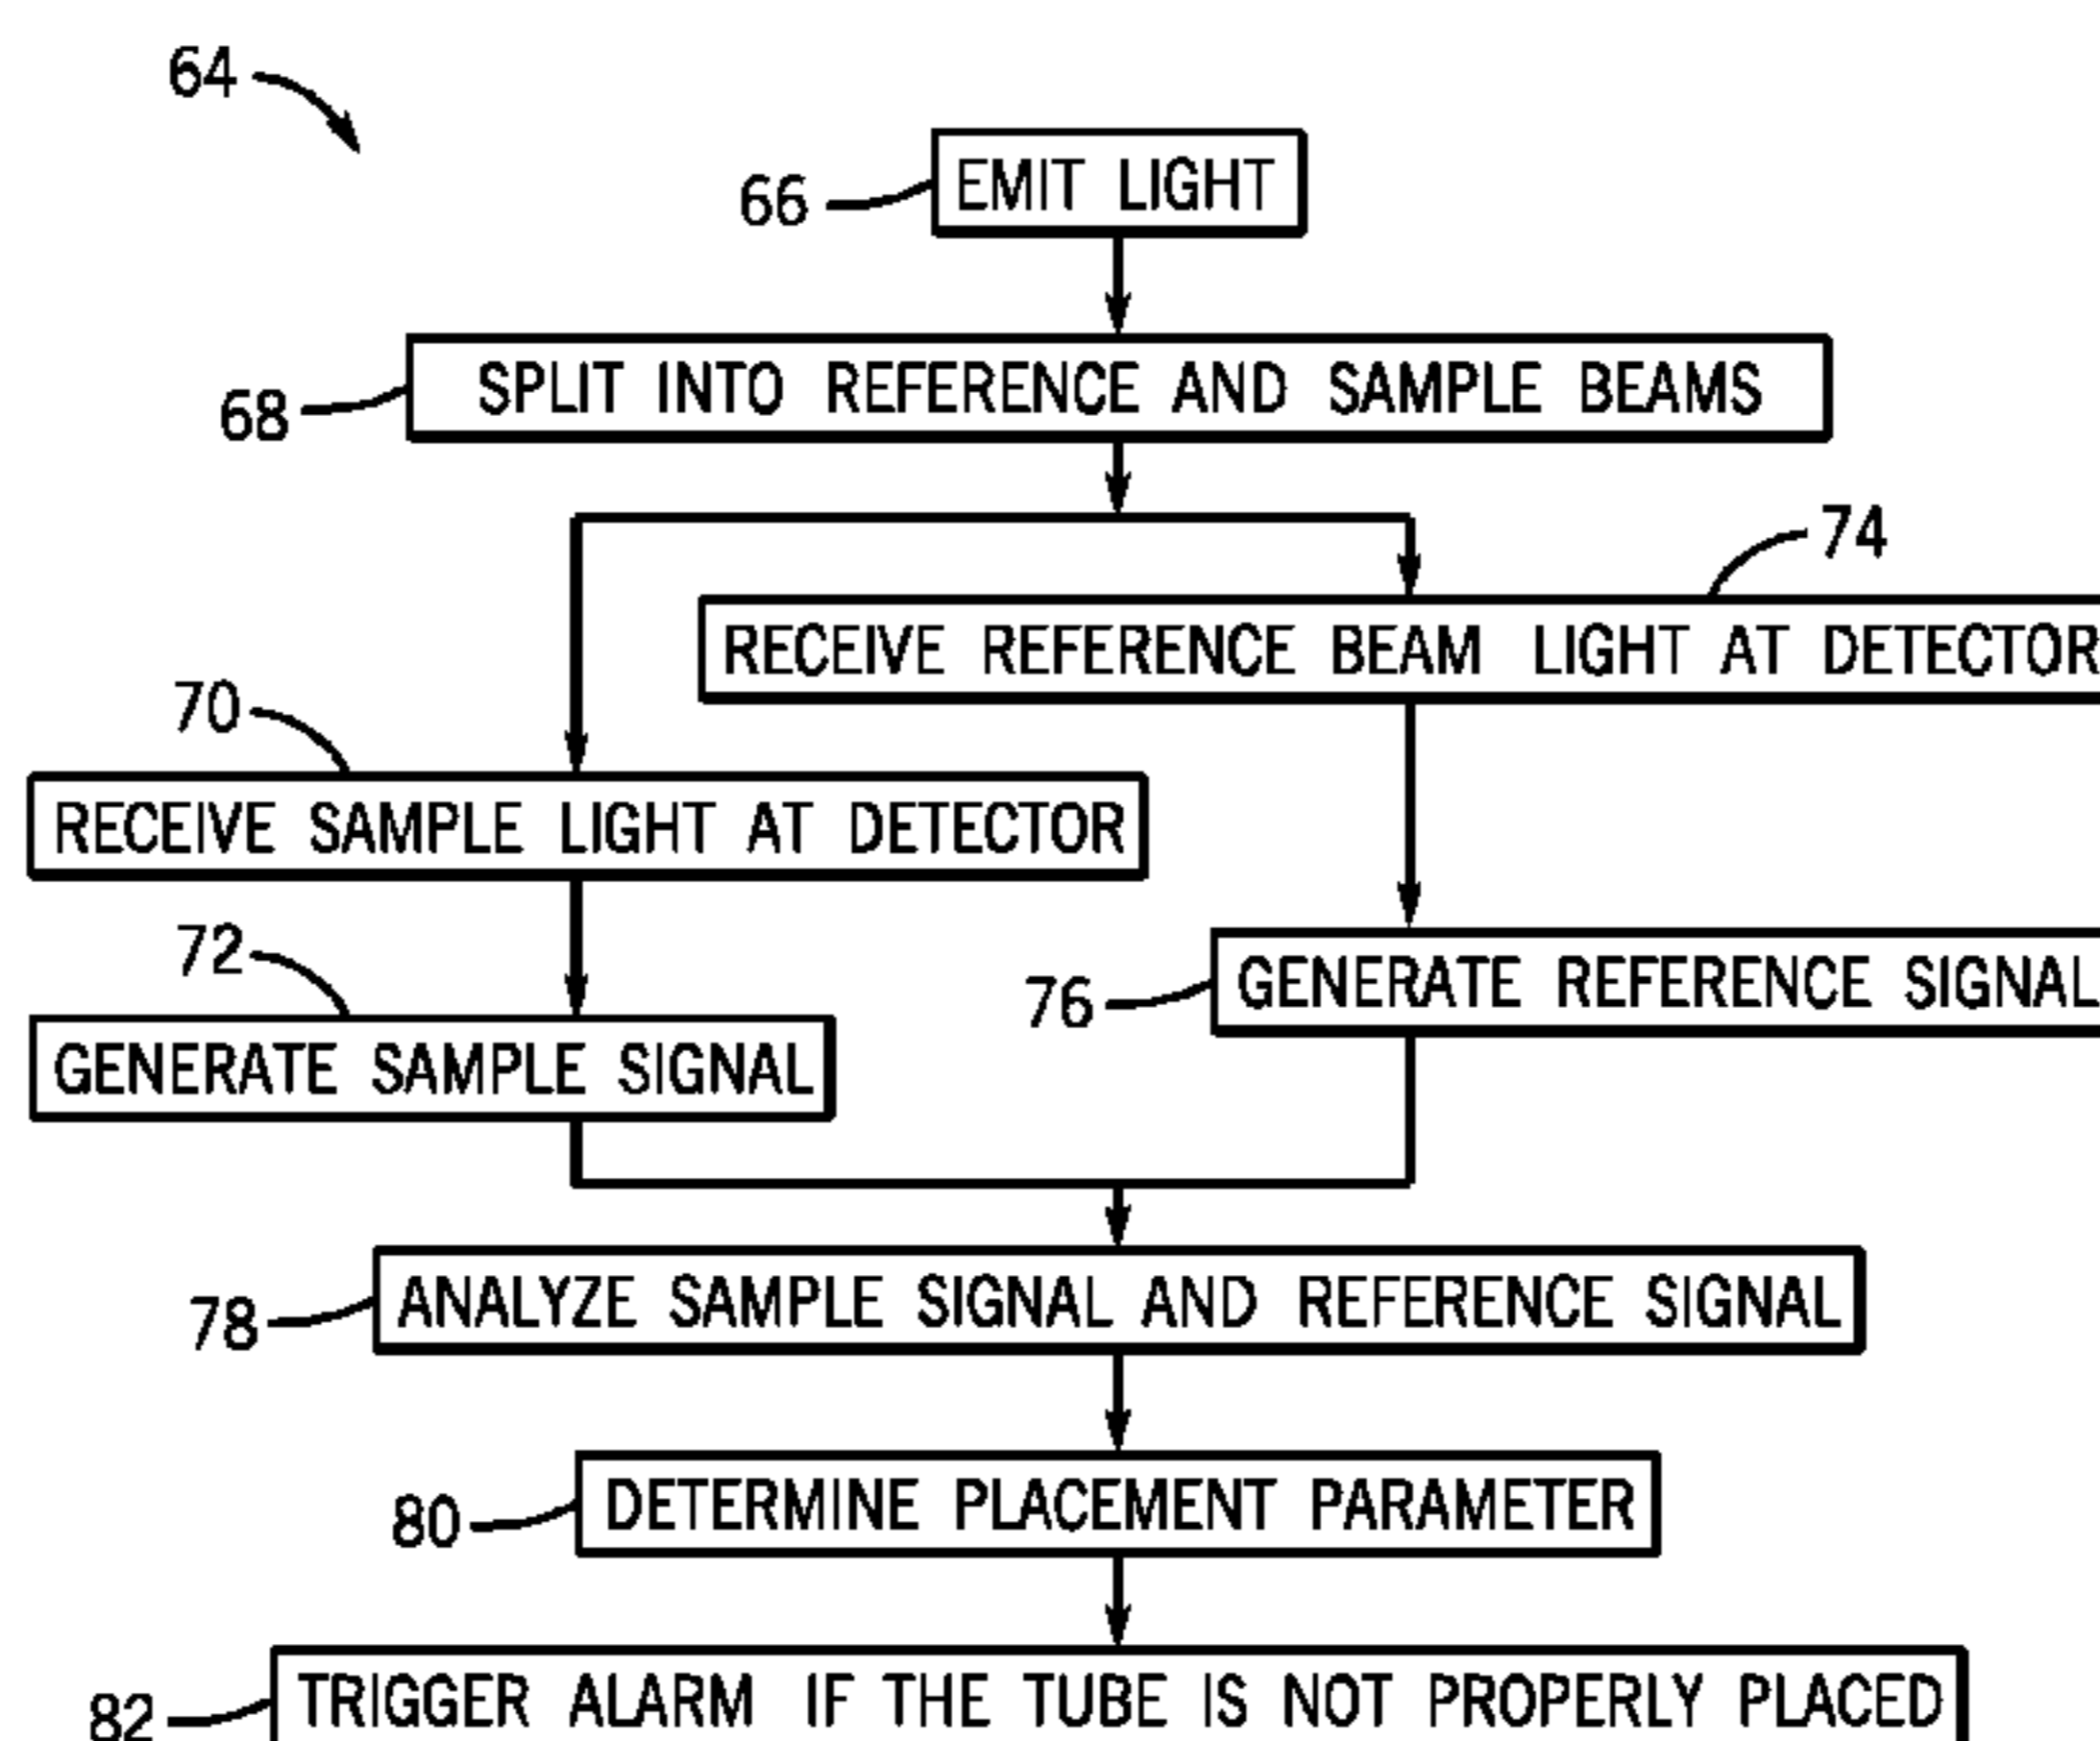 64
66
EMIT LIGHT
68
SPLIT INTO REFERENCE AND SAMPLE BEAMS
74
RECEIVE REFERENCE BEAM LIGHT AT DETECTOR
70
RECEIVE SAMPLE LIGHT AT DETECTOR
72
76
GENERATE REFERENCE SIGNAL
GENERATE SAMPLE SIGNAL
78
ANALYZE SAMPLE SIGNAL AND REFERENCE SIGNAL
80
DETERMINE PLACEMENT PARAMETER
82
TRIGGER ALARM IF THE TUBE IS NOT PROPERLY PLACED